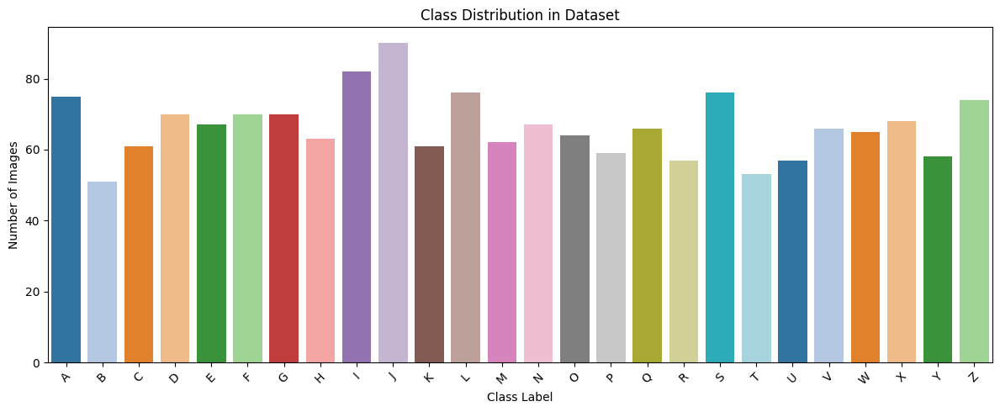 Class Distribution in Dataset
Number of Images
80
60
40
20
0
A B C D E F G H I J K L M N O P Q R S T U V W X Y Z
Class Label